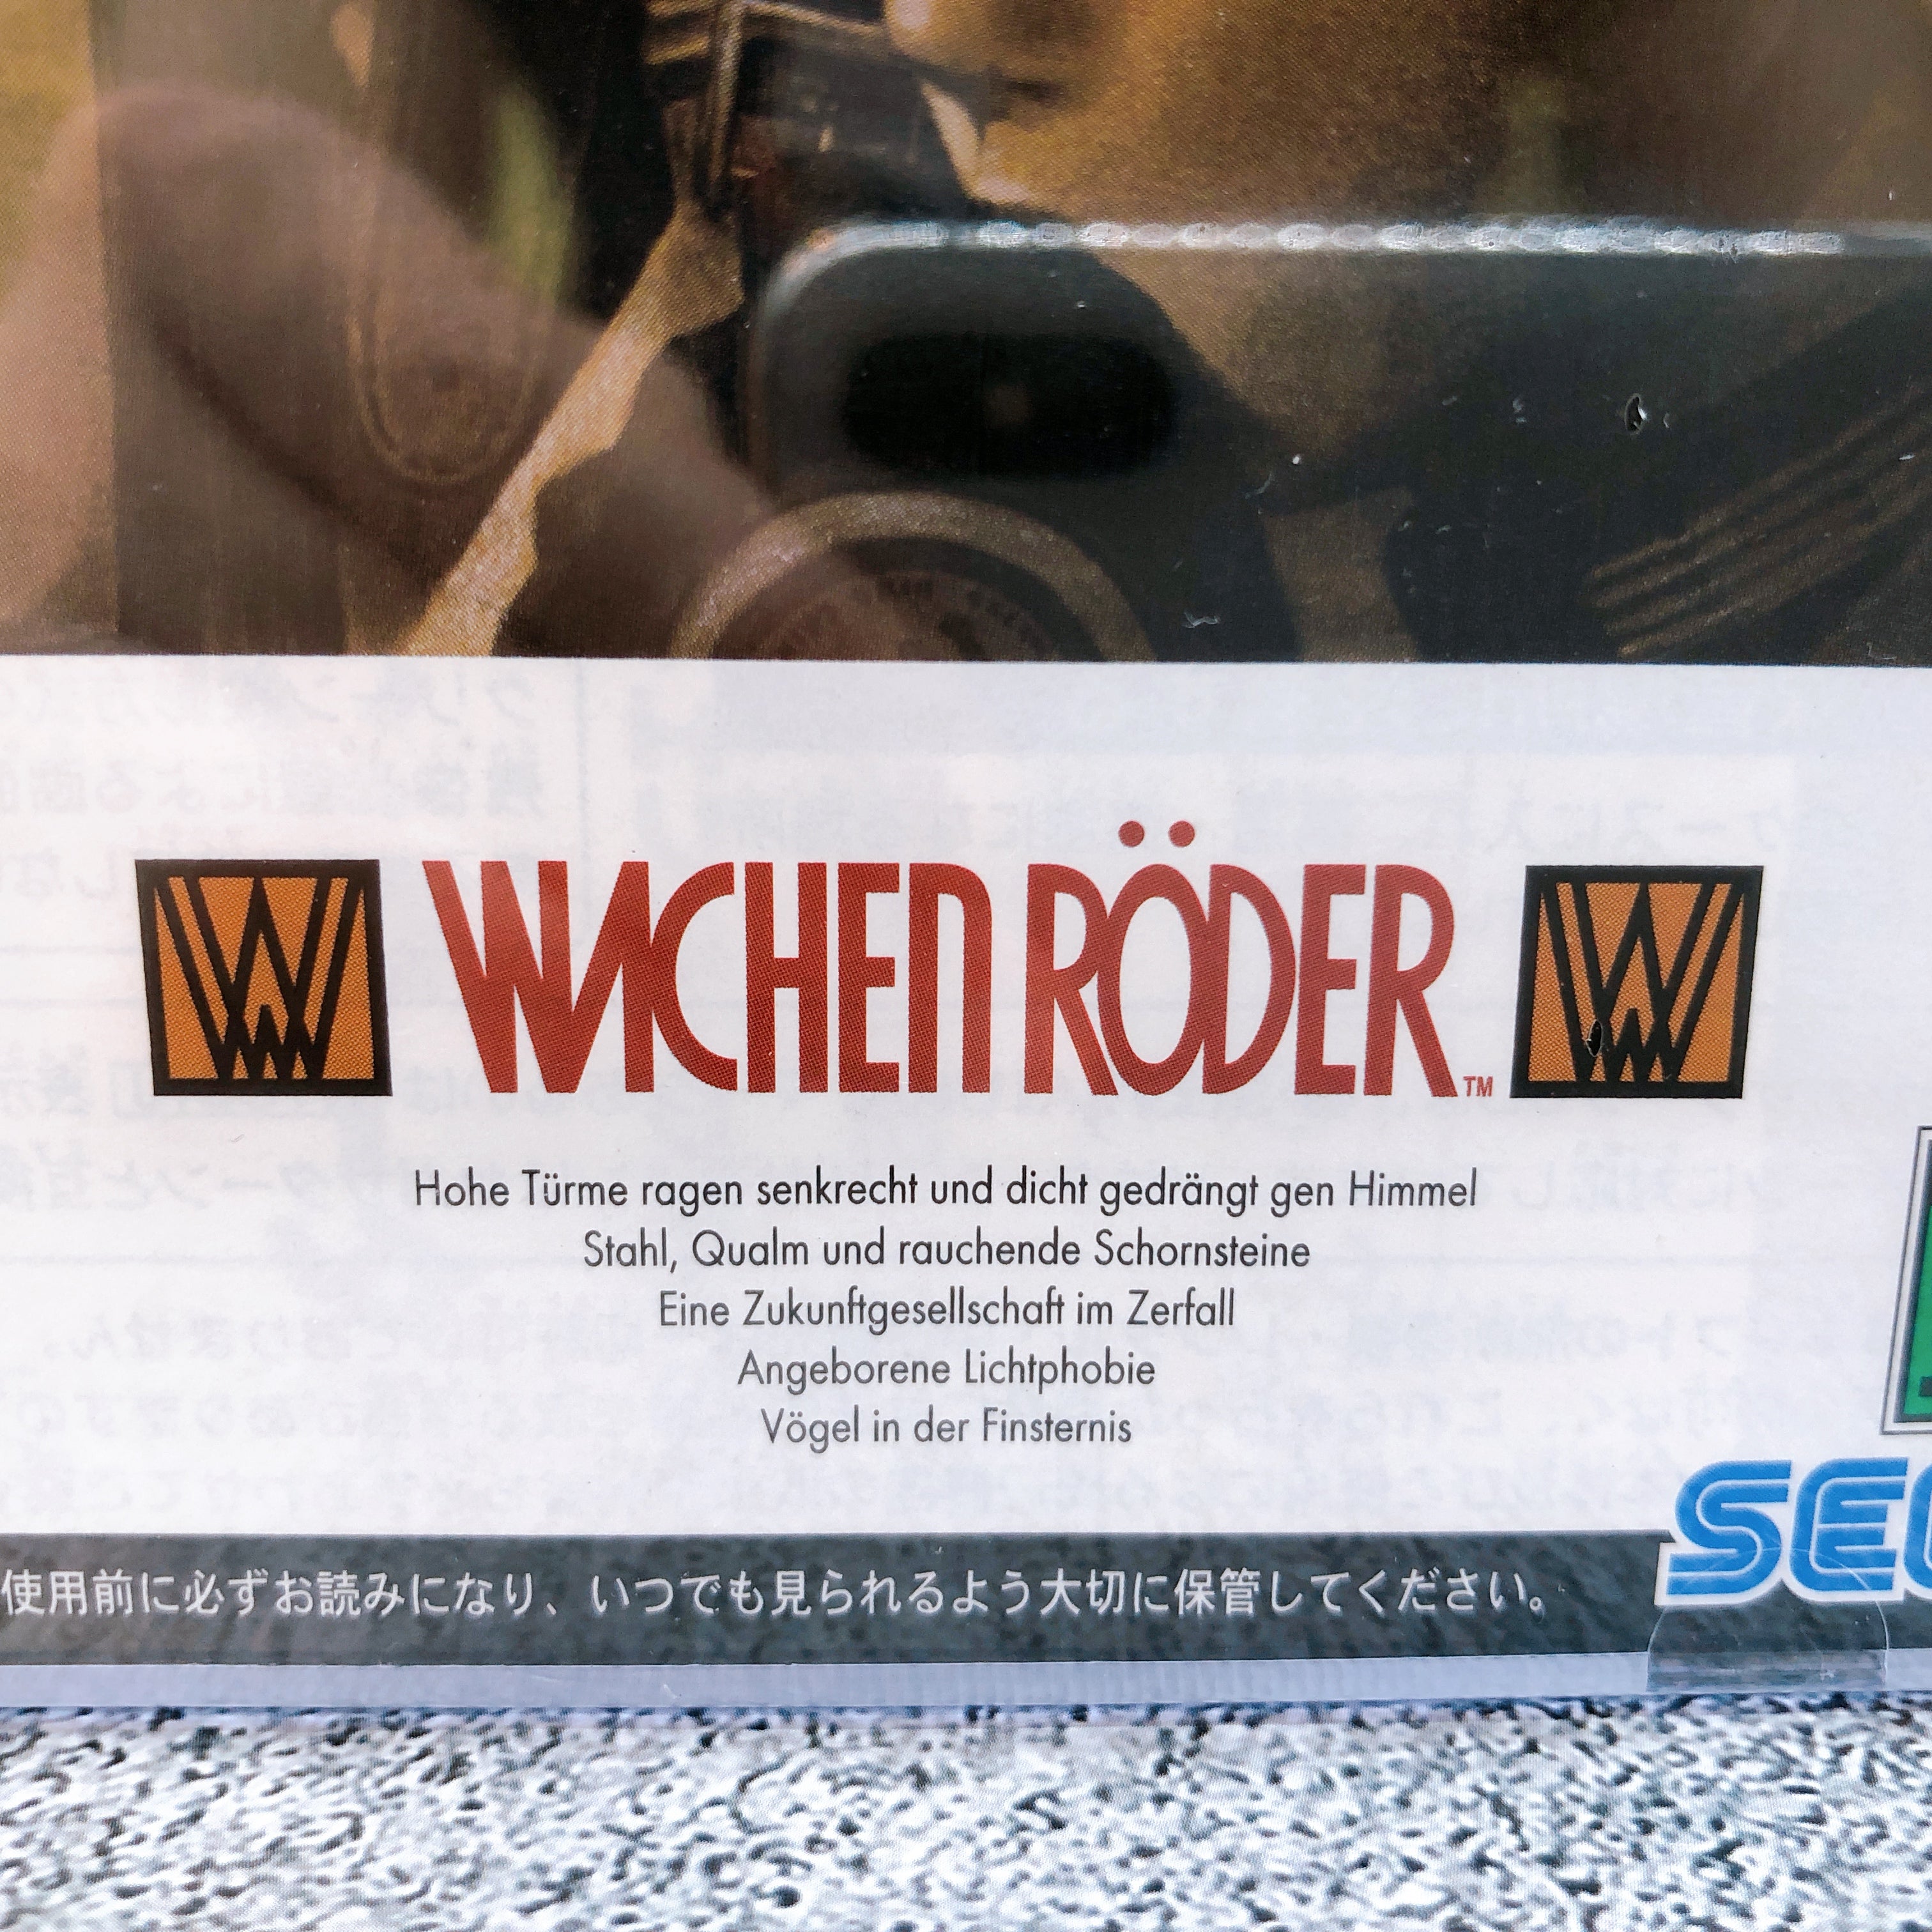 WACHEN RÖDER™
Hohe Türme ragen senkrecht und dicht gedrängt gen Himmel
Stahl, Qualm und rauchende Schornsteine
Eine Zukunftgesellschaft im Zerfall
Angeborene Lichtphobie
Vögel in der Finsternis
SE
使用前に必ずお読みになり、いつでも見られるよう大切に保管してください。